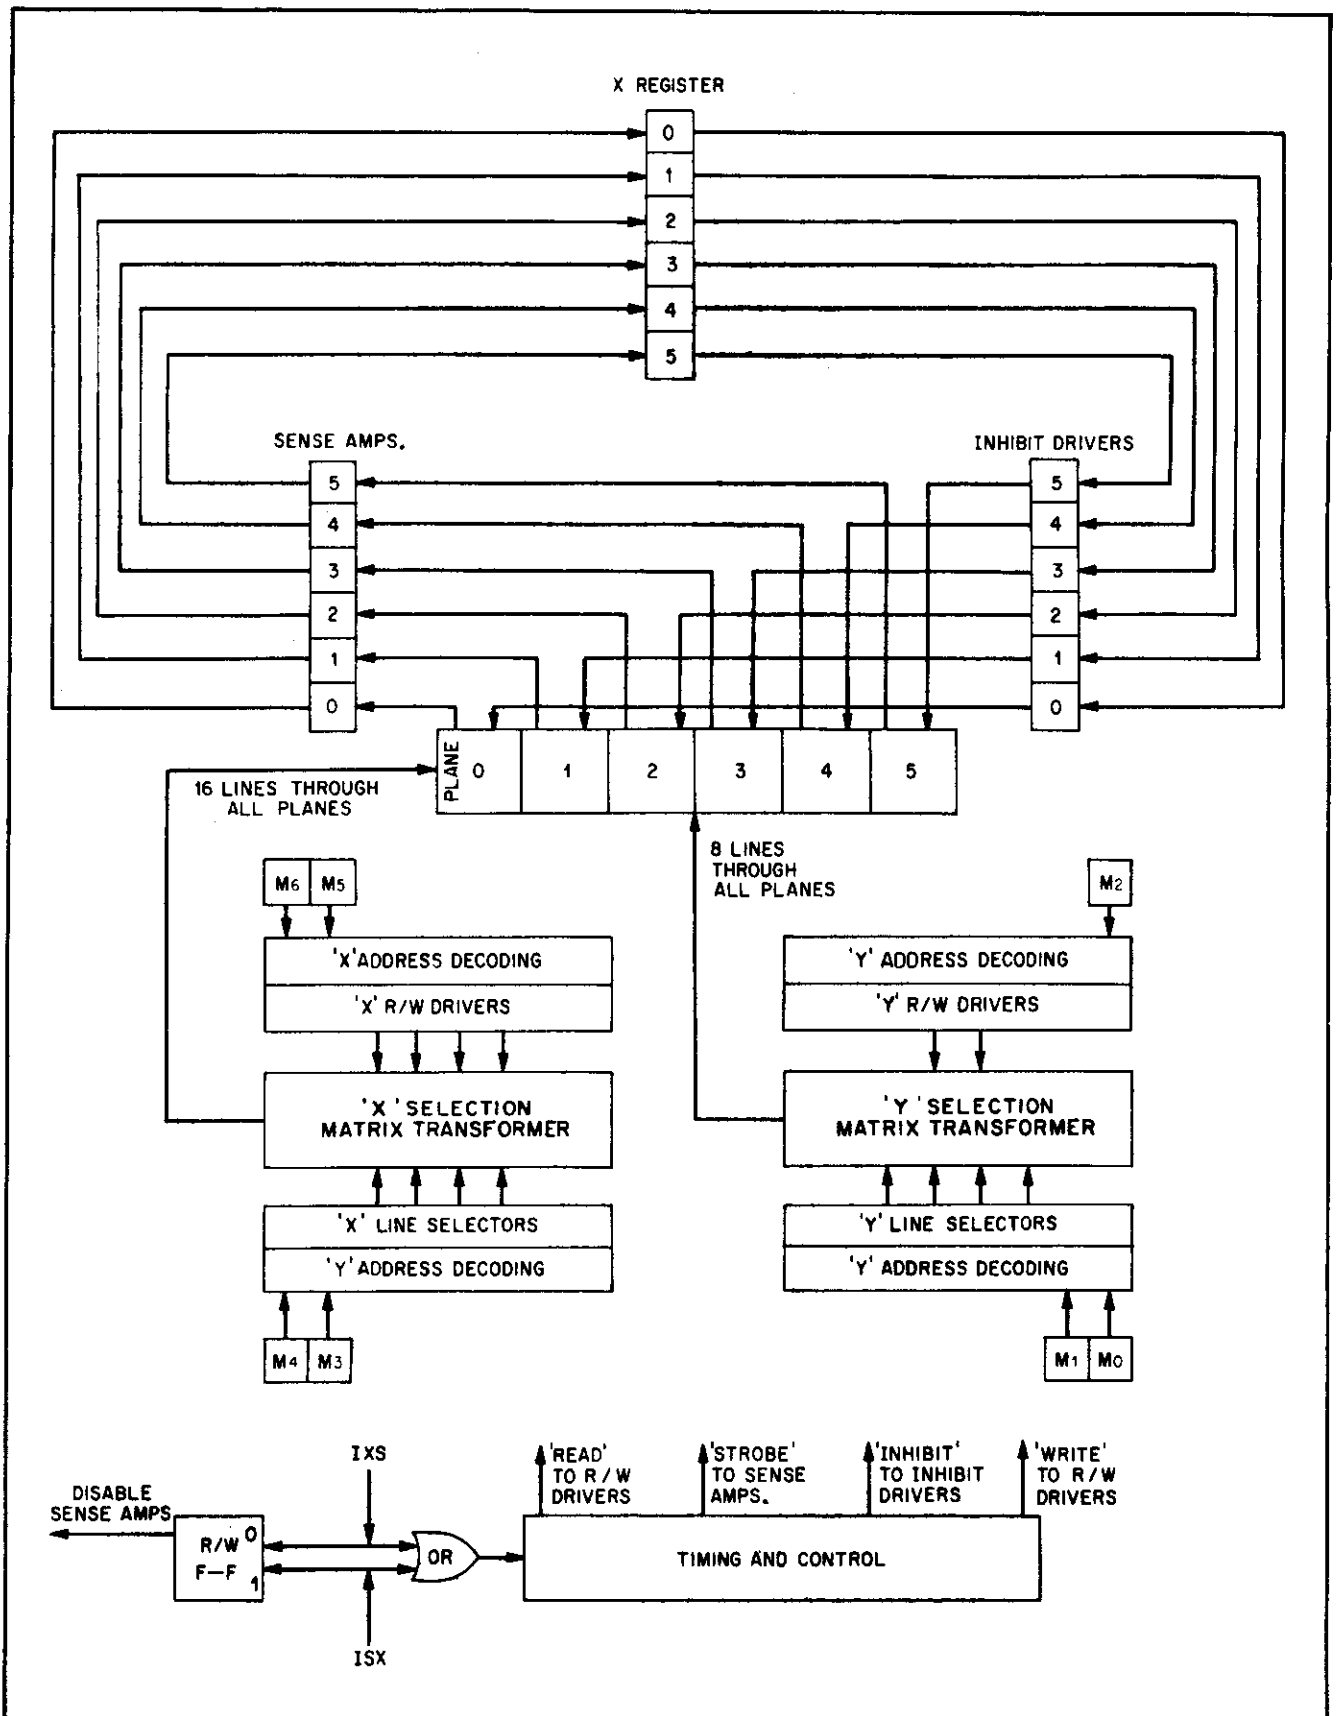 X REGISTER
0
1
2
3
4
5
SENSE AMPS.
5
4
3
2
1
0
INHIBIT DRIVERS
5
4
3
2
1
0
PLANE
0
1
2
3
4
5
16 LINES THROUGH
ALL PLANES
8 LINES
THROUGH
ALL PLANES
M6 M5
'X' ADDRESS DECODING
'X' R/W DRIVERS
'X' SELECTION
MATRIX TRANSFORMER
'X' LINE SELECTORS
'Y' ADDRESS DECODING
M4 M3
M2
'Y' ADDRESS DECODING
'Y' R/W DRIVERS
'Y' SELECTION
MATRIX TRANSFORMER
'Y' LINE SELECTORS
'Y' ADDRESS DECODING
M1 M0
DISABLE
SENSE AMPS
R/W 0
F-F 1
IXS
ISX
OR
'READ'
TO R/W
DRIVERS
'STROBE'
TO SENSE
AMPS.
'INHIBIT'
TO INHIBIT
DRIVERS
'WRITE'
TO R/W
DRIVERS
TIMING AND CONTROL